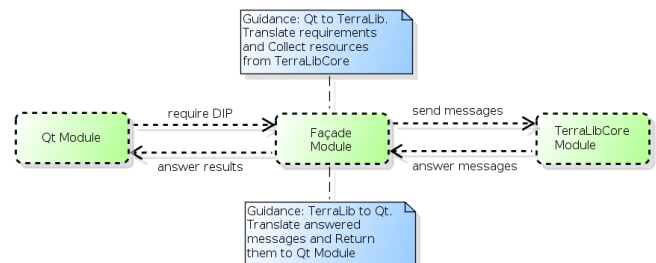 Guidance: Qt to TerraLib.
Translate requirements
and Collect resources
from TerraLibCore
require DIP
send messages
Qt Module
Façade
Module
TerraLibCore
Module
answer results
answer messages
Guidance: TerraLib to Qt.
Translate answered
messages and Return
them to Qt Module